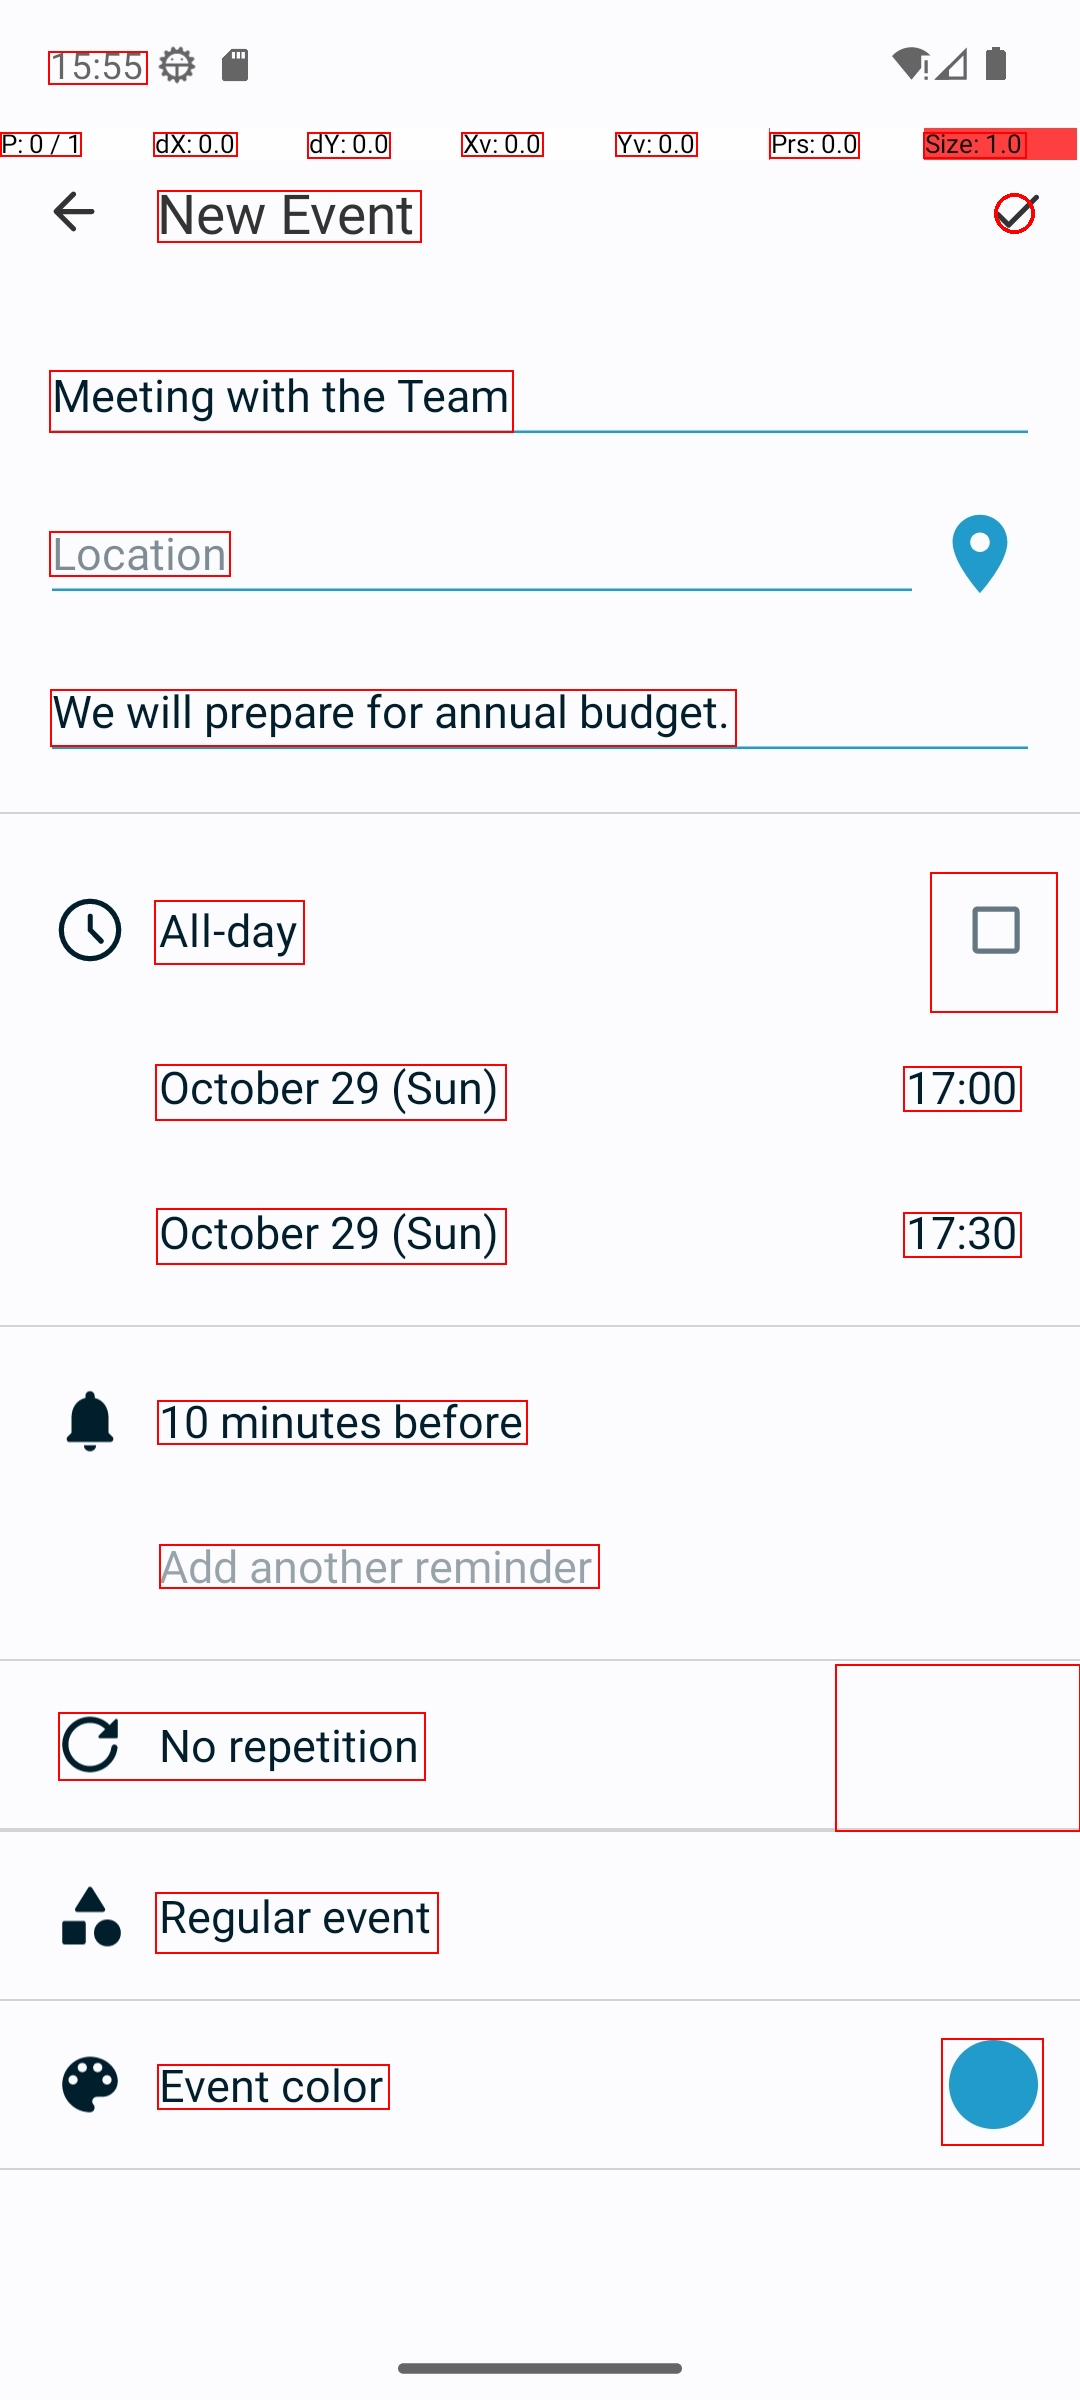 15:55
P: 0 / 1 dX: 0.0 dY: 0.0 Xv: 0.0 Yv: 0.0 Prs: 0.0 Size: 1.0
New Event
Meeting with the Team
Location
We will prepare for annual budget.
All-day
October 29 (Sun) 17:00
October 29 (Sun) 17:30
10 minutes before
Add another reminder
No repetition
Regular event
Event color